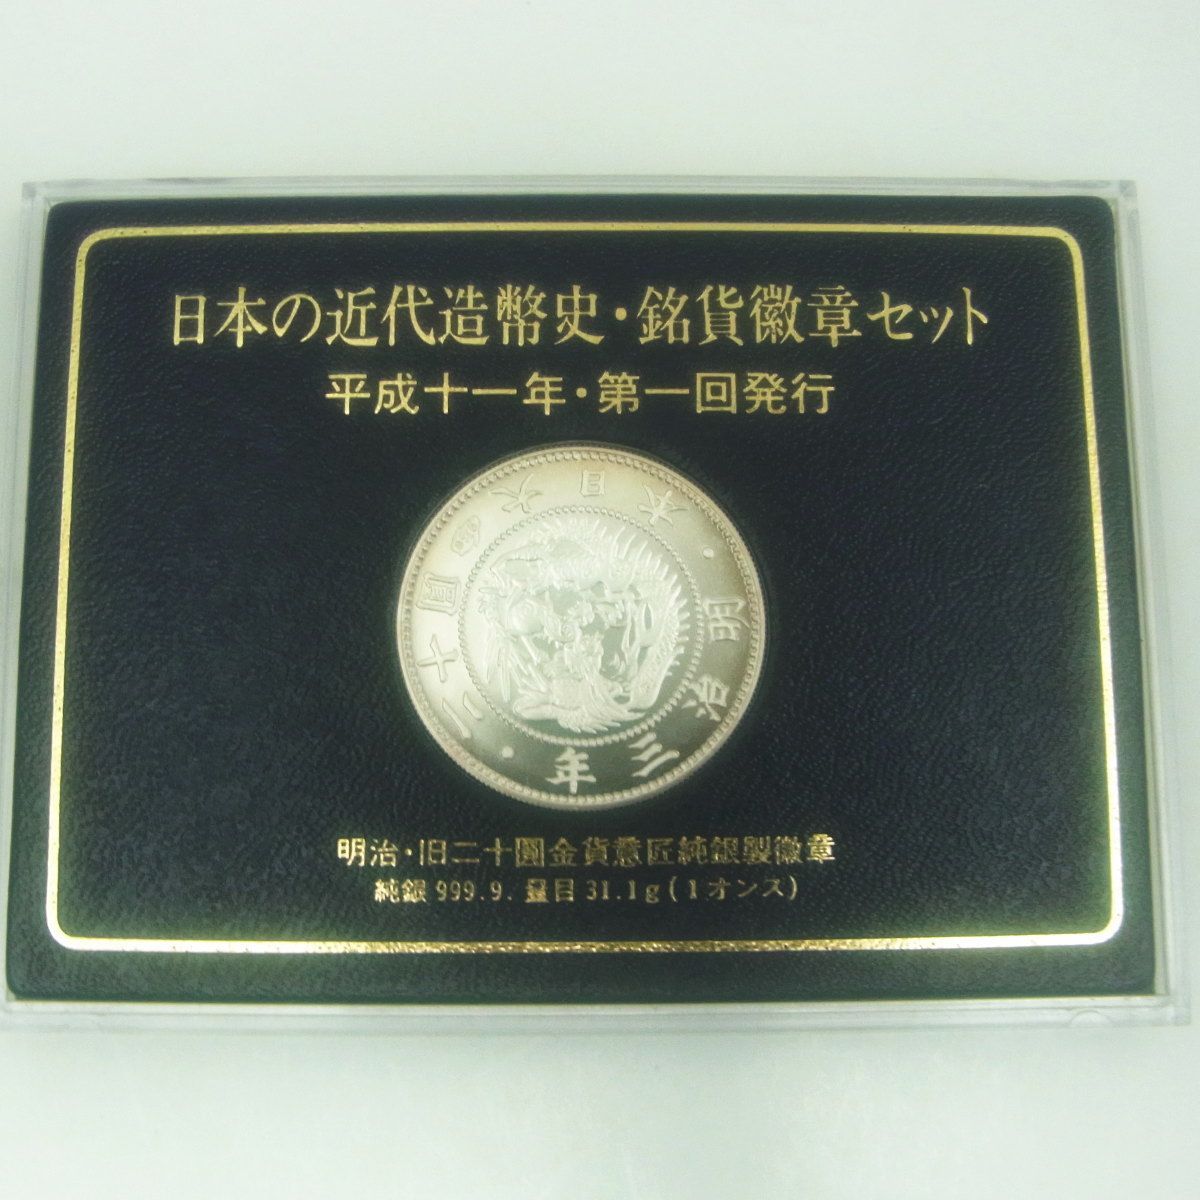 日本の近代造幣史・銘貨徽章セット
平成十一年・第一回発行
大日本・明治三年・二十圓
明治・旧二十圓金貨意匠純銀製徽章
純銀 999.9. 量目 31.1g (1オンス)